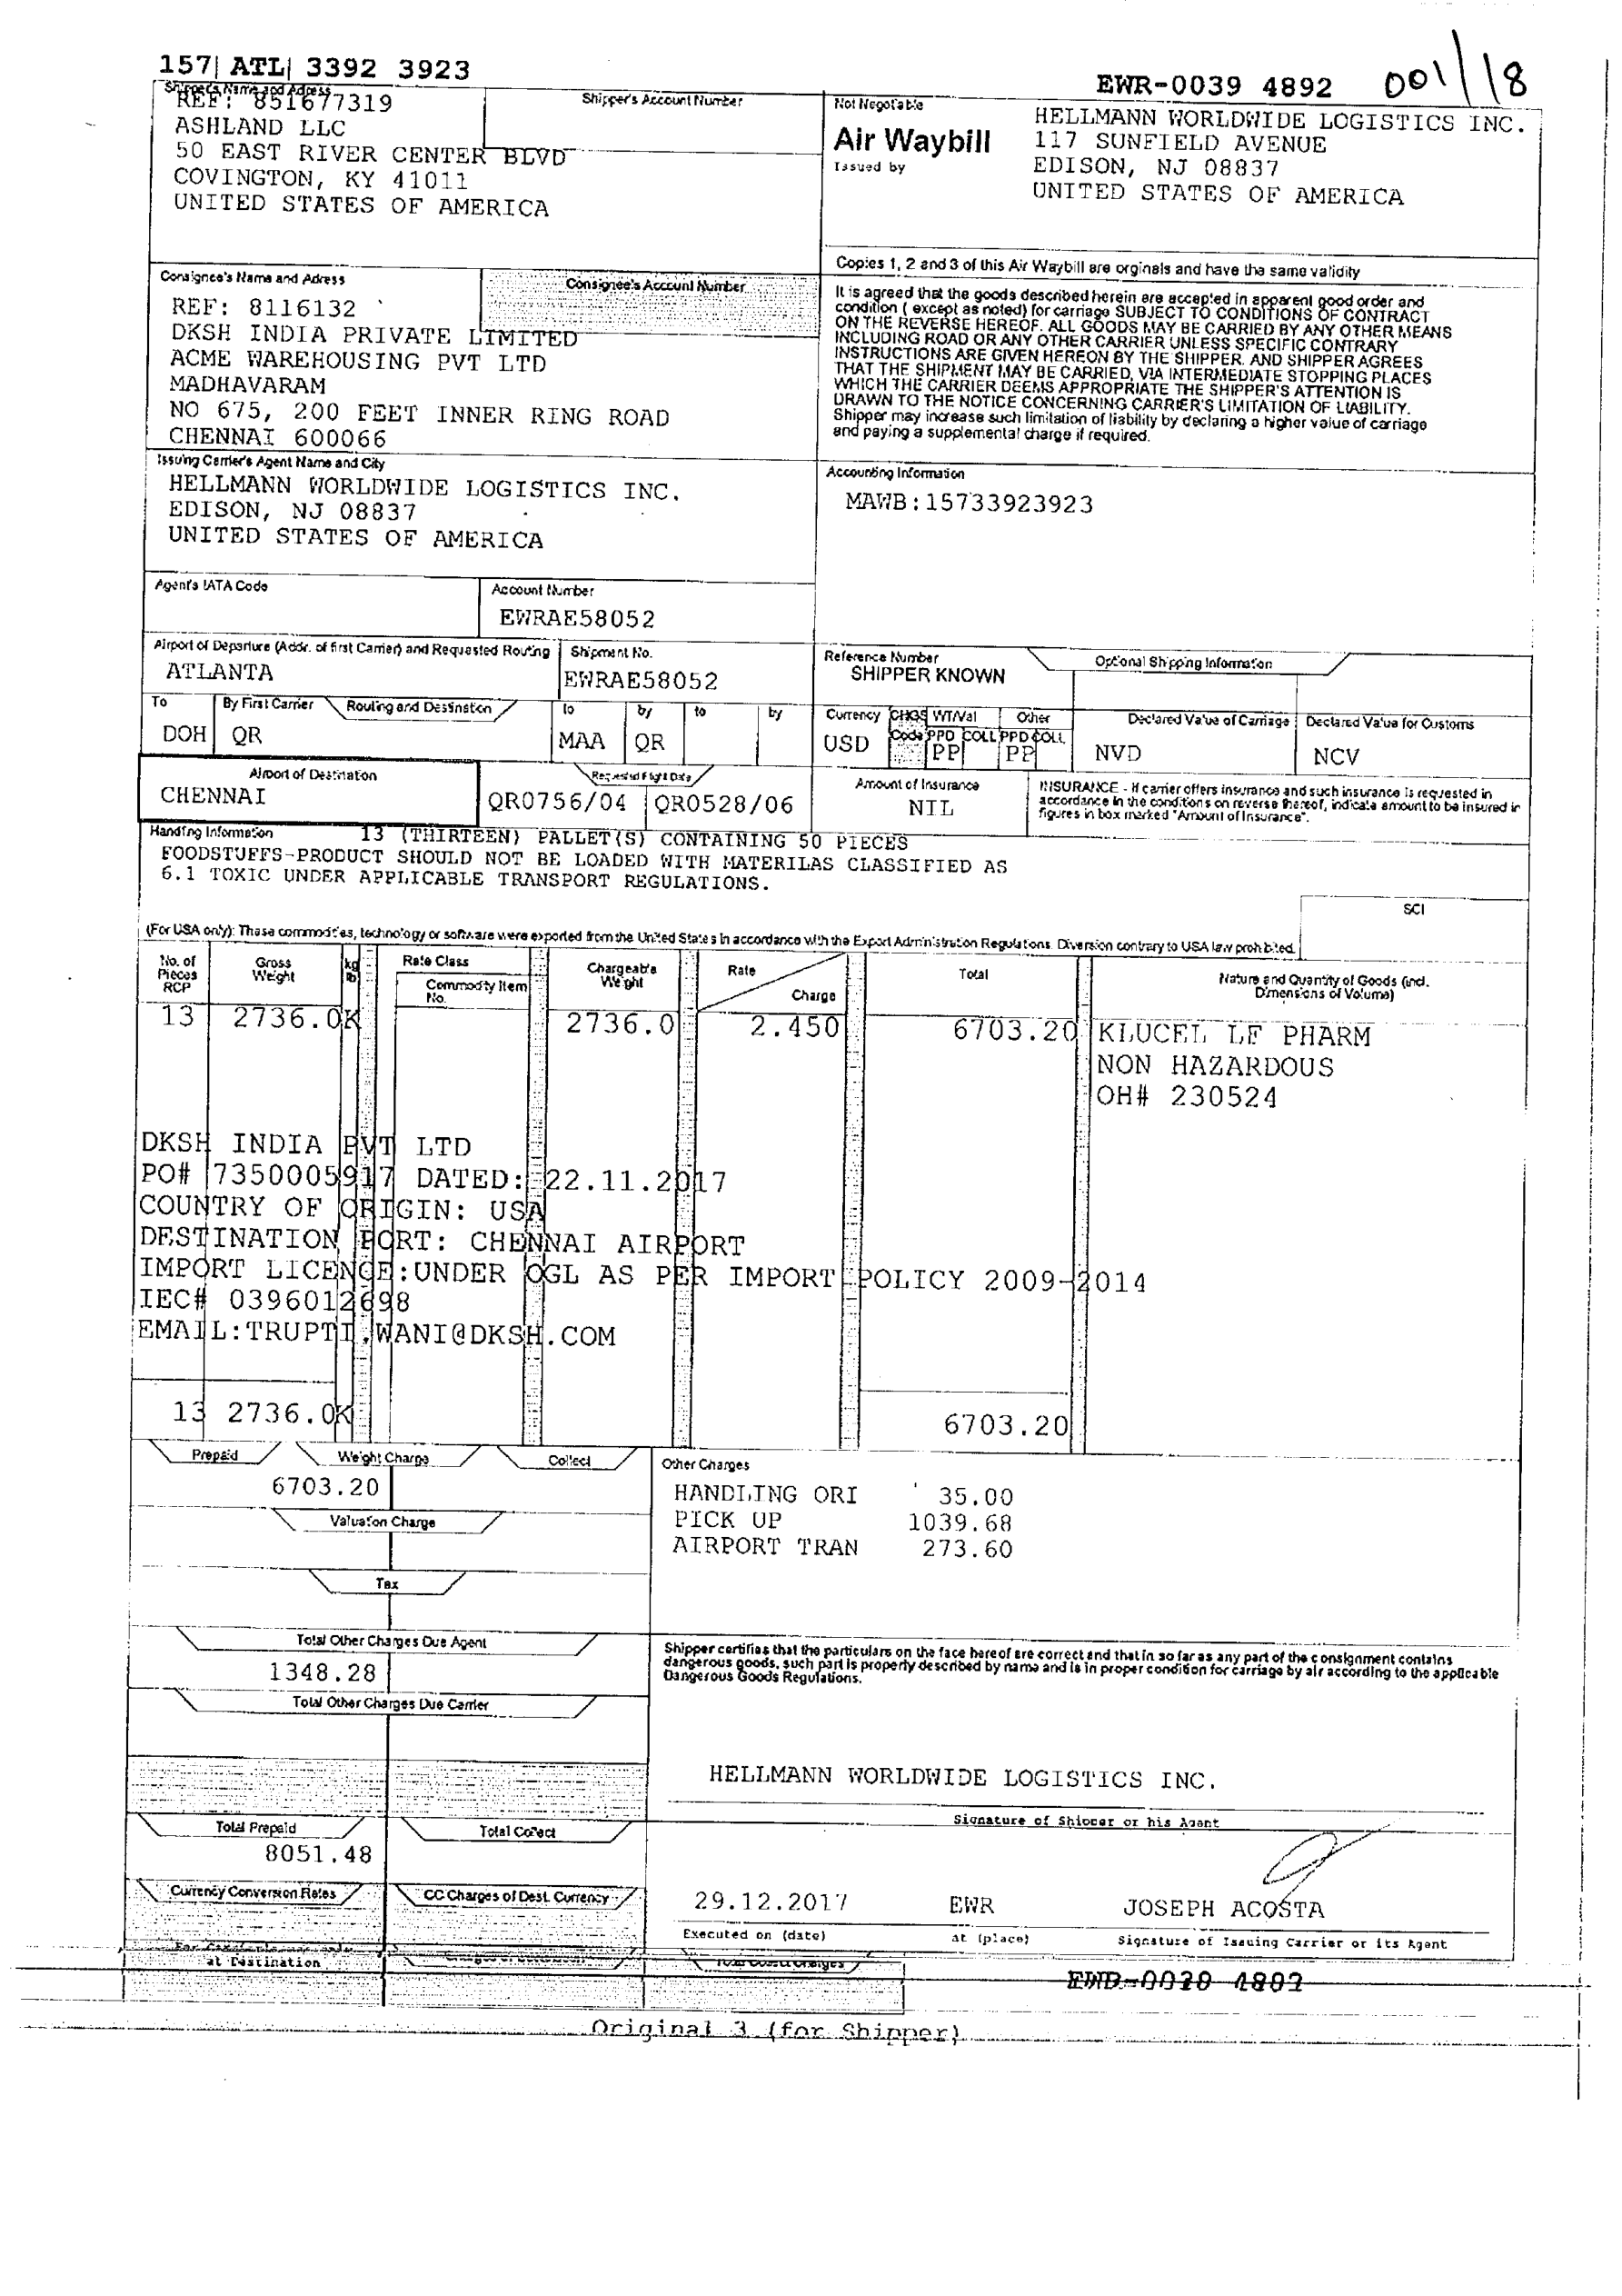 157| ATL| 3392 3923
EWR-0039 4892
001/18
Shipper's Name and Adress
REF: 851677319
ASHLAND LLC
50 EAST RIVER CENTER BLVD
COVINGTON, KY 41011
UNITED STATES OF AMERICA
Shipper's Account Number
Not Negotiable
Air Waybill
Issued by
HELLMANN WORLDWIDE LOGISTICS INC.
117 SUNFIELD AVENUE
EDISON, NJ 08837
UNITED STATES OF AMERICA
Copies 1, 2 and 3 of this Air Waybill are orginals and have the same validity
Consignee's Name and Adress
Consignee's Account Number
REF: 8116132
DKSH INDIA PRIVATE LIMITED
ACME WAREHOUSING PVT LTD
MADHAVARAM
NO 675, 200 FEET INNER RING ROAD
CHENNAI 600066
It is agreed that the goods described herein are accepted in apparent good order and
condition ( except as noted) for carriage SUBJECT TO CONDITIONS OF CONTRACT
ON THE REVERSE HEREOF. ALL GOODS MAY BE CARRIED BY ANY OTHER MEANS
INCLUDING ROAD OR ANY OTHER CARRIER UNLESS SPECIFIC CONTRARY
INSTRUCTIONS ARE GIVEN HEREON BY THE SHIPPER. AND SHIPPER AGREES
THAT THE SHIPMENT MAY BE CARRIED, VIA INTERMEDIATE STOPPING PLACES
WHICH THE CARRIER DEEMS APPROPRIATE THE SHIPPER'S ATTENTION IS
DRAWN TO THE NOTICE CONCERNING CARRIER'S LIMITATION OF LIABILITY.
Shipper may increase such limitation of liability by declaring a higher value of carriage
and paying a supplemental charge if required.
Issuing Carrier's Agent Name and City
HELLMANN WORLDWIDE LOGISTICS INC.
EDISON, NJ 08837
UNITED STATES OF AMERICA
Accounting Information
MAWB:15733923923
Agent's IATA Code
Account Number
EWRAE58052
Airport of Departure (Addr. of first Carrier) and Requested Routing
ATLANTA
Shipment No.
EWRAE58052
Reference Number
SHIPPER KNOWN
Optional Shipping Information
To By First Carrier Routing and Destination to by to by
DOH QR MAA QR
Currency CHGS Code WT/Val PPD COLL Other PPD COLL
USD PP PP
Declared Value of Carriage
NVD
Declared Value for Customs
NCV
Airport of Destination
CHENNAI
Requested Flight Date
QR0756/04 QR0528/06
Amount of Insurance
NIL
INSURANCE - If carrier offers insurance and such insurance is requested in
accordance in the conditions on reverse thereof, indicate amount to be insured in
figures in box marked "Amount of Insurance".
Handling Information
13 (THIRTEEN) PALLET(S) CONTAINING 50 PIECES
FOODSTUFFS-PRODUCT SHOULD NOT BE LOADED WITH MATERILAS CLASSIFIED AS
6.1 TOXIC UNDER APPLICABLE TRANSPORT REGULATIONS.
SCI
(For USA only): These commodities, technology or software were exported from the United States in accordance with the Export Administration Regulations. Diversion contrary to USA law prohibited.
No. of Pieces RCP
Gross Weight
kg lb
Rate Class
Commodity Item No.
Chargeable Weight
Rate
Charge
Total
Nature and Quantity of Goods (incl. Dimensions of Volume)
13 2736.0K 2736.0 2.450 6703.20 KLUCEL LF PHARM
NON HAZARDOUS
OH# 230524
DKSH INDIA PVT LTD
PO# 7350005917 DATED: 22.11.2017
COUNTRY OF ORIGIN: USA
DESTINATION PORT: CHENNAI AIRPORT
IMPORT LICENCE:UNDER OGL AS PER IMPORT POLICY 2009-2014
IEC# 0396012698
EMAIL:TRUPTI.WANI@DKSH.COM
13 2736.0K 6703.20
Prepaid Weight Charge Collect
6703.20
Valuation Charge
Tax
Other Charges
HANDLING ORI 35.00
PICK UP 1039.68
AIRPORT TRAN 273.60
Total Other Charges Due Agent
1348.28
Total Other Charges Due Carrier
Shipper certifies that the particulars on the face hereof are correct and that in so far as any part of the consignment contains
dangerous goods, such part is properly described by name and is in proper condition for carriage by air according to the applicable
Dangerous Goods Regulations.
HELLMANN WORLDWIDE LOGISTICS INC.
Signature of Shipper or his Agent
Total Prepaid Total Collect
8051.48
Currency Conversion Rates CC Charges of Dest. Currency
29.12.2017 EWR JOSEPH ACOSTA
Executed on (date) at (place) Signature of Issuing Carrier or its Agent
at Destination
Total Collect Charges
EWR-0039 4892
Original 3 (for Shipper)